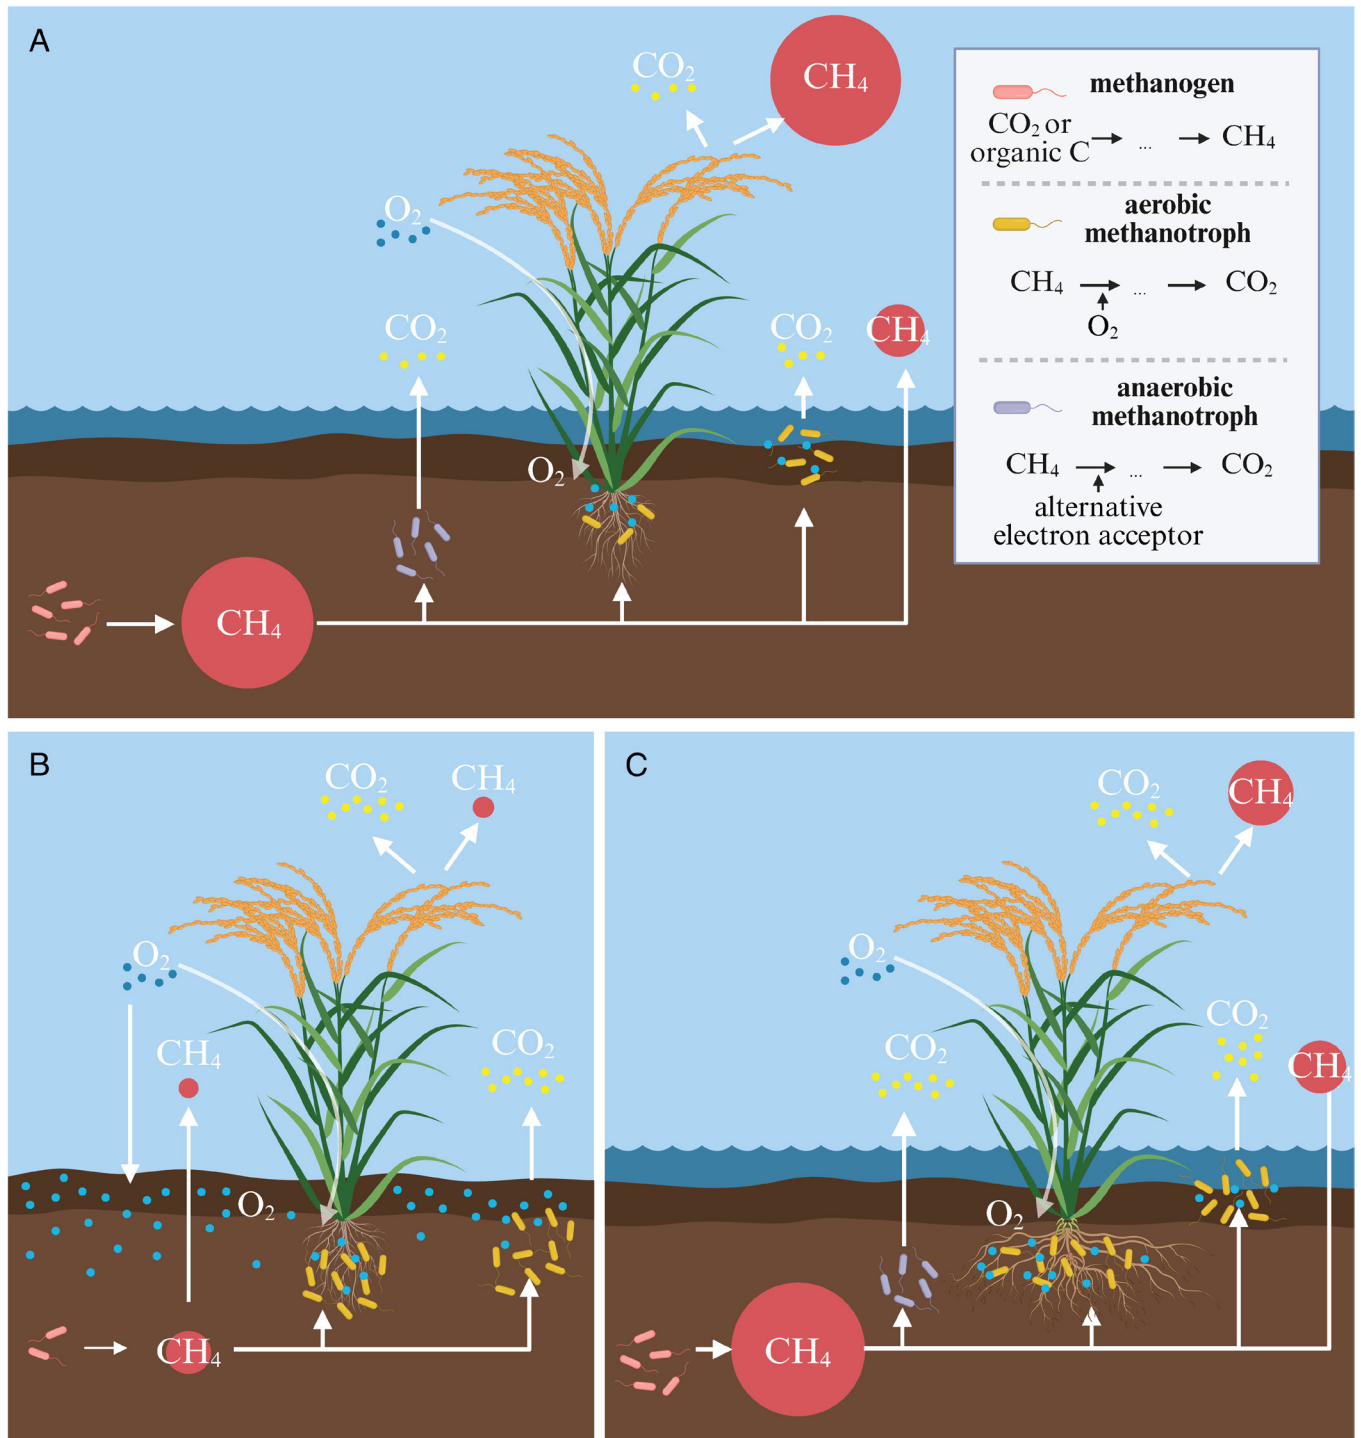 A
CO₂
CH₄
O₂
CO₂
CO₂
CH₄
O₂
CH₄
methanogen
CO₂ or
organic C
...
CH₄
aerobic
methanotroph
CH₄
...
CO₂
O₂
anaerobic
methanotroph
CH₄
...
CO₂
alternative
electron acceptor
B
CO₂
CH₄
O₂
CH₄
CO₂
O₂
CH₄
C
CO₂
CH₄
O₂
CO₂
CO₂
CH₄
O₂
CH₄